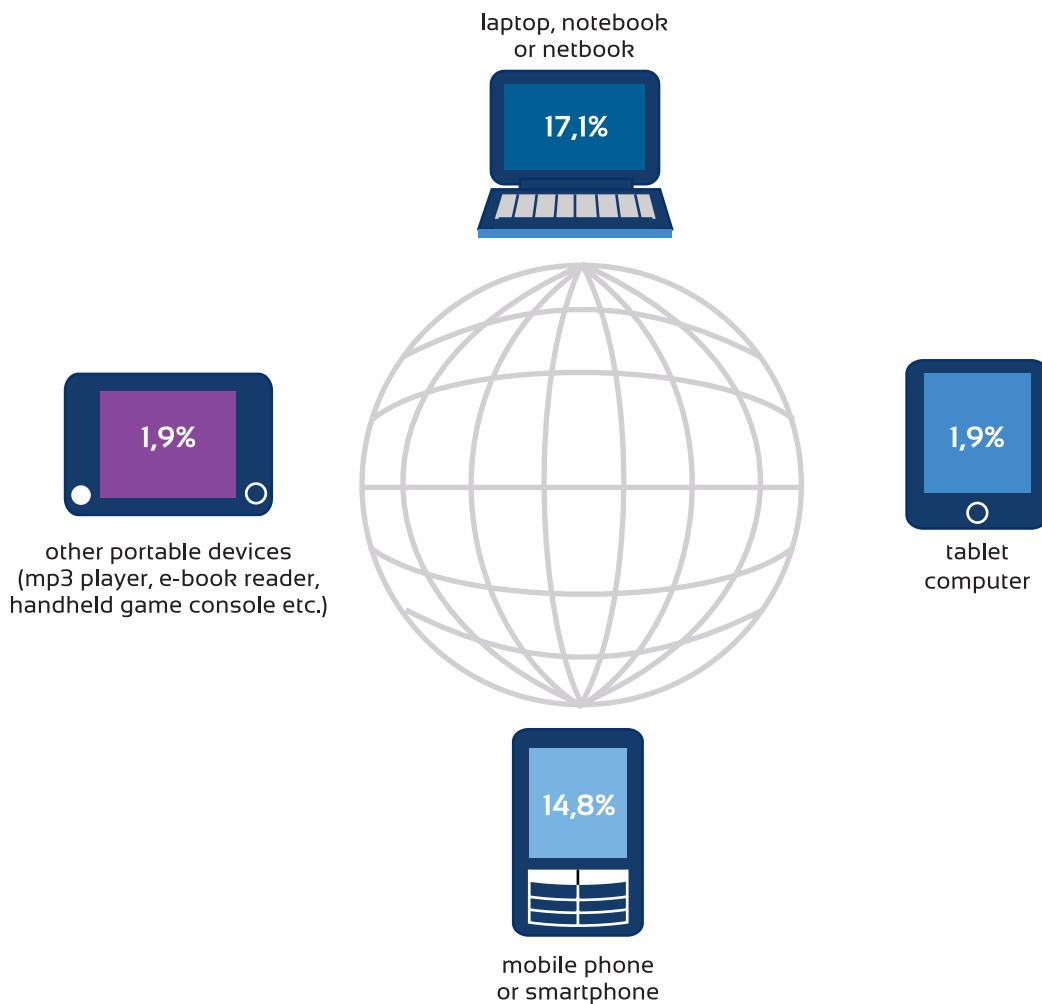 laptop, notebook
or netbook
17,1%
1,9%
other portable devices
(mp3 player, e-book reader,
handheld game console etc.)
1,9%
tablet
computer
14,8%
mobile phone
or smartphone